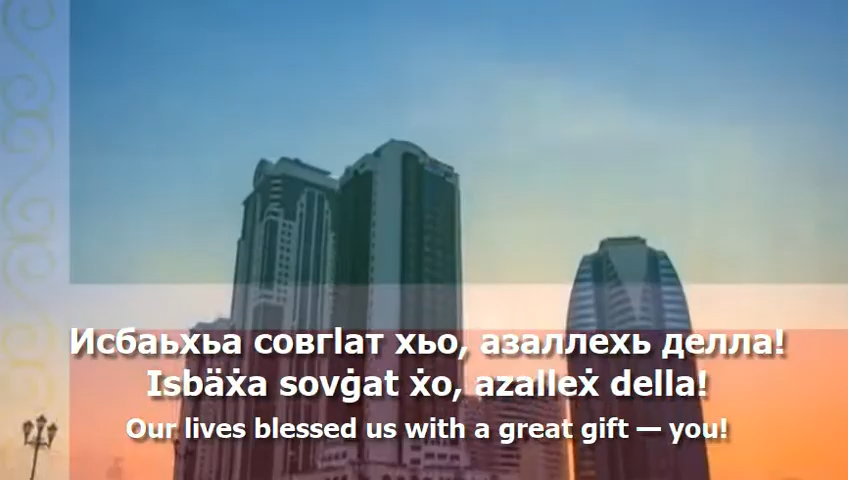 Исбаьхьа совгӏат хьо, азаллехь делла!
Isbäẋa sovġat ẋo, azalleẋ della!
Our lives blessed us with a great gift — you!